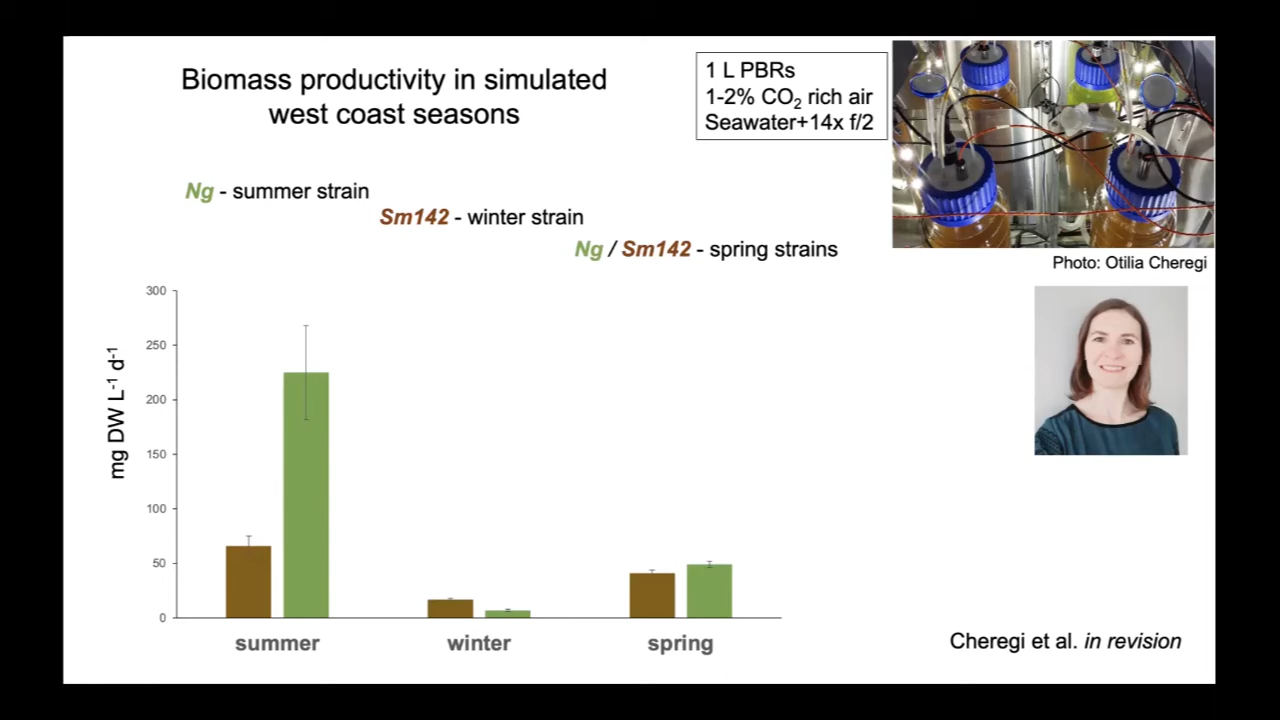 Biomass productivity in simulated
west coast seasons
1 L PBRs
1-2% CO₂ rich air
Seawater+14x f/2
Ng - summer strain
Sm142 - winter strain
Ng / Sm142 - spring strains
Photo: Otilia Cheregi
mg DW L⁻¹ d⁻¹
300
250
200
150
100
50
0
summer winter spring
Cheregi et al. in revision